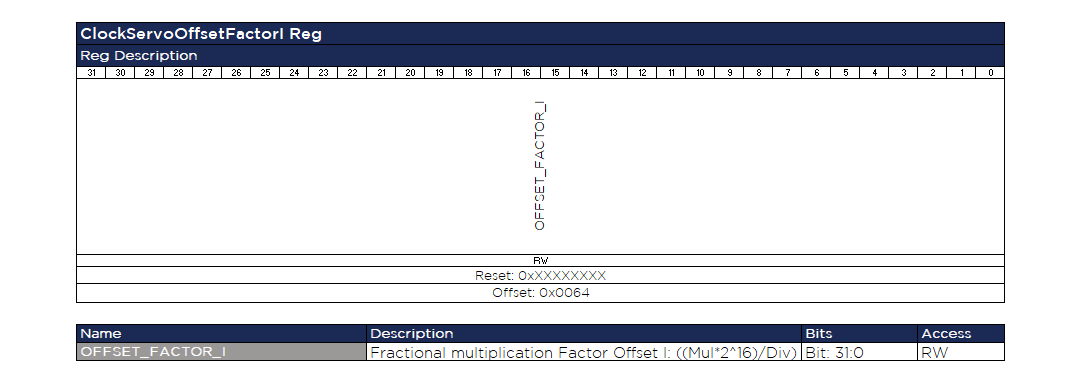 ClockServoOffsetFactorI Reg
Reg Description
31 30 29 28 27 26 25 24 23 22 21 20 19 18 17 16 15 14 13 12 11 10 9 8 7 6 5 4 3 2 1 0
OFFSET_FACTOR_I
RW
Reset: 0xXXXXXXXX
Offset: 0x0064
Name Description Bits Access
OFFSET_FACTOR_I Fractional multiplication Factor Offset I: ((Mul*2^16)/Div) Bit: 31:0 RW